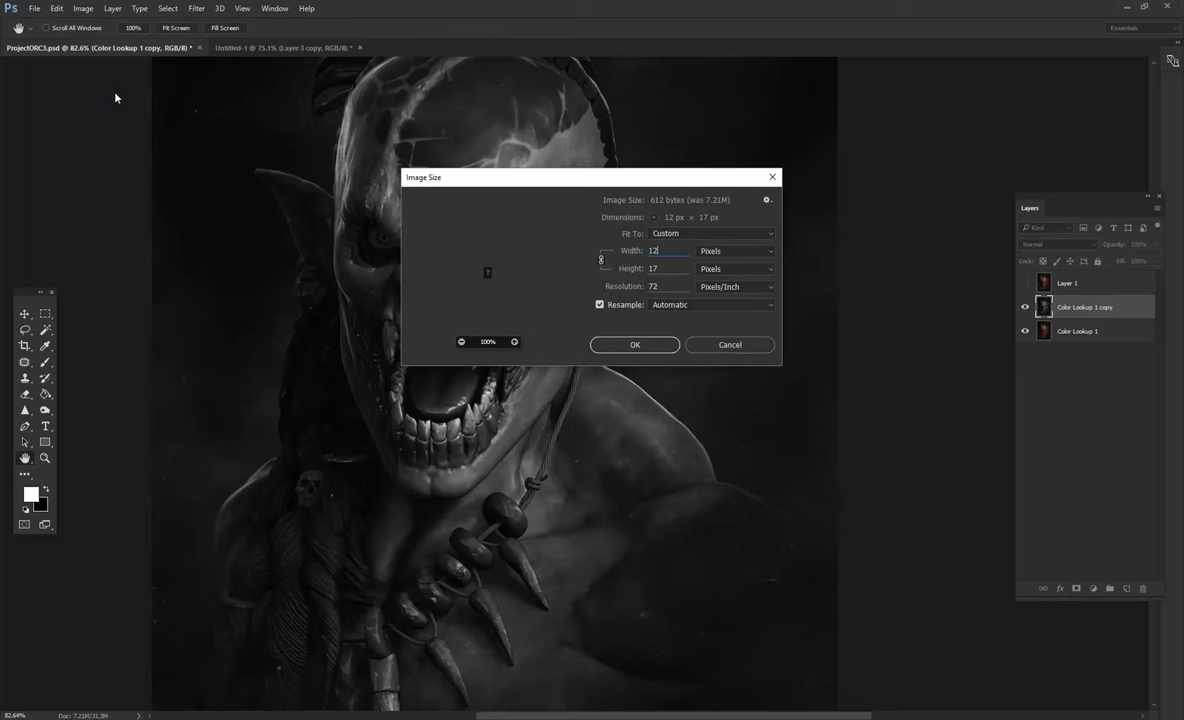 Ps File Edit Image Layer Type Select Filter 3D View Window Help
Scroll All Windows 100% Fit Screen Fill Screen Essentials
ProjectORC3.psd @ 82.6% (Color Lookup 1 copy, RGB/8) * × Untitled-1 @ 75.1% (Layer 3 copy, RGB/8) * ×
Image Size
Image Size: 612 bytes (was 7.21M)
Dimensions: 12 px × 17 px
Fit To: Custom
Width: 12 Pixels
Height: 17 Pixels
Resolution: 72 Pixels/Inch
Resample: Automatic
100%
OK Cancel
Layers
Kind
Normal Opacity: 100%
Lock: Fill: 100%
Layer 1
Color Lookup 1 copy
Color Lookup 1
fx
82.64% Doc: 7.21M/31.3M